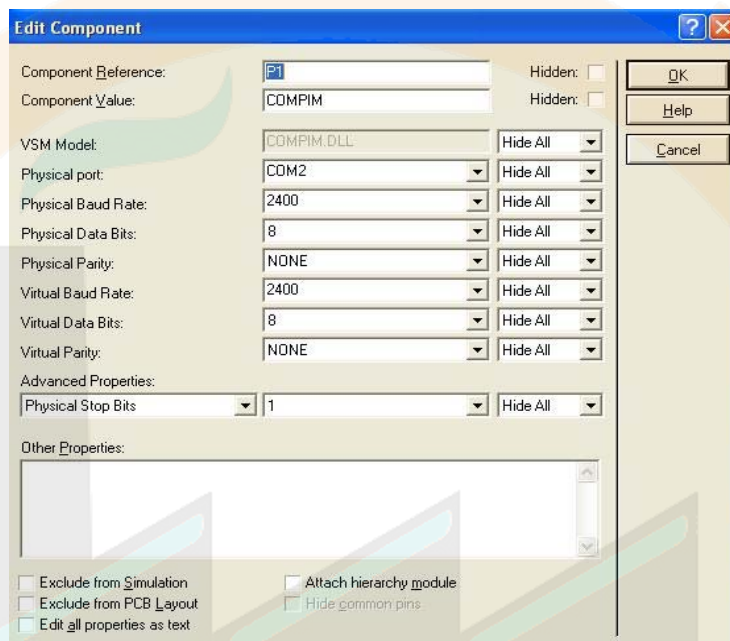 Edit Component
Component Reference: P1 Hidden: OK
Component Value: COMPIM Hidden: Help
VSM Model: COMPIM.DLL Hide All Cancel
Physical port: COM2 Hide All
Physical Baud Rate: 2400 Hide All
Physical Data Bits: 8 Hide All
Physical Parity: NONE Hide All
Virtual Baud Rate: 2400 Hide All
Virtual Data Bits: 8 Hide All
Virtual Parity: NONE Hide All
Advanced Properties:
Physical Stop Bits 1 Hide All
Other Properties:
Exclude from Simulation Attach hierarchy module
Exclude from PCB Layout Hide common pins
Edit all properties as text